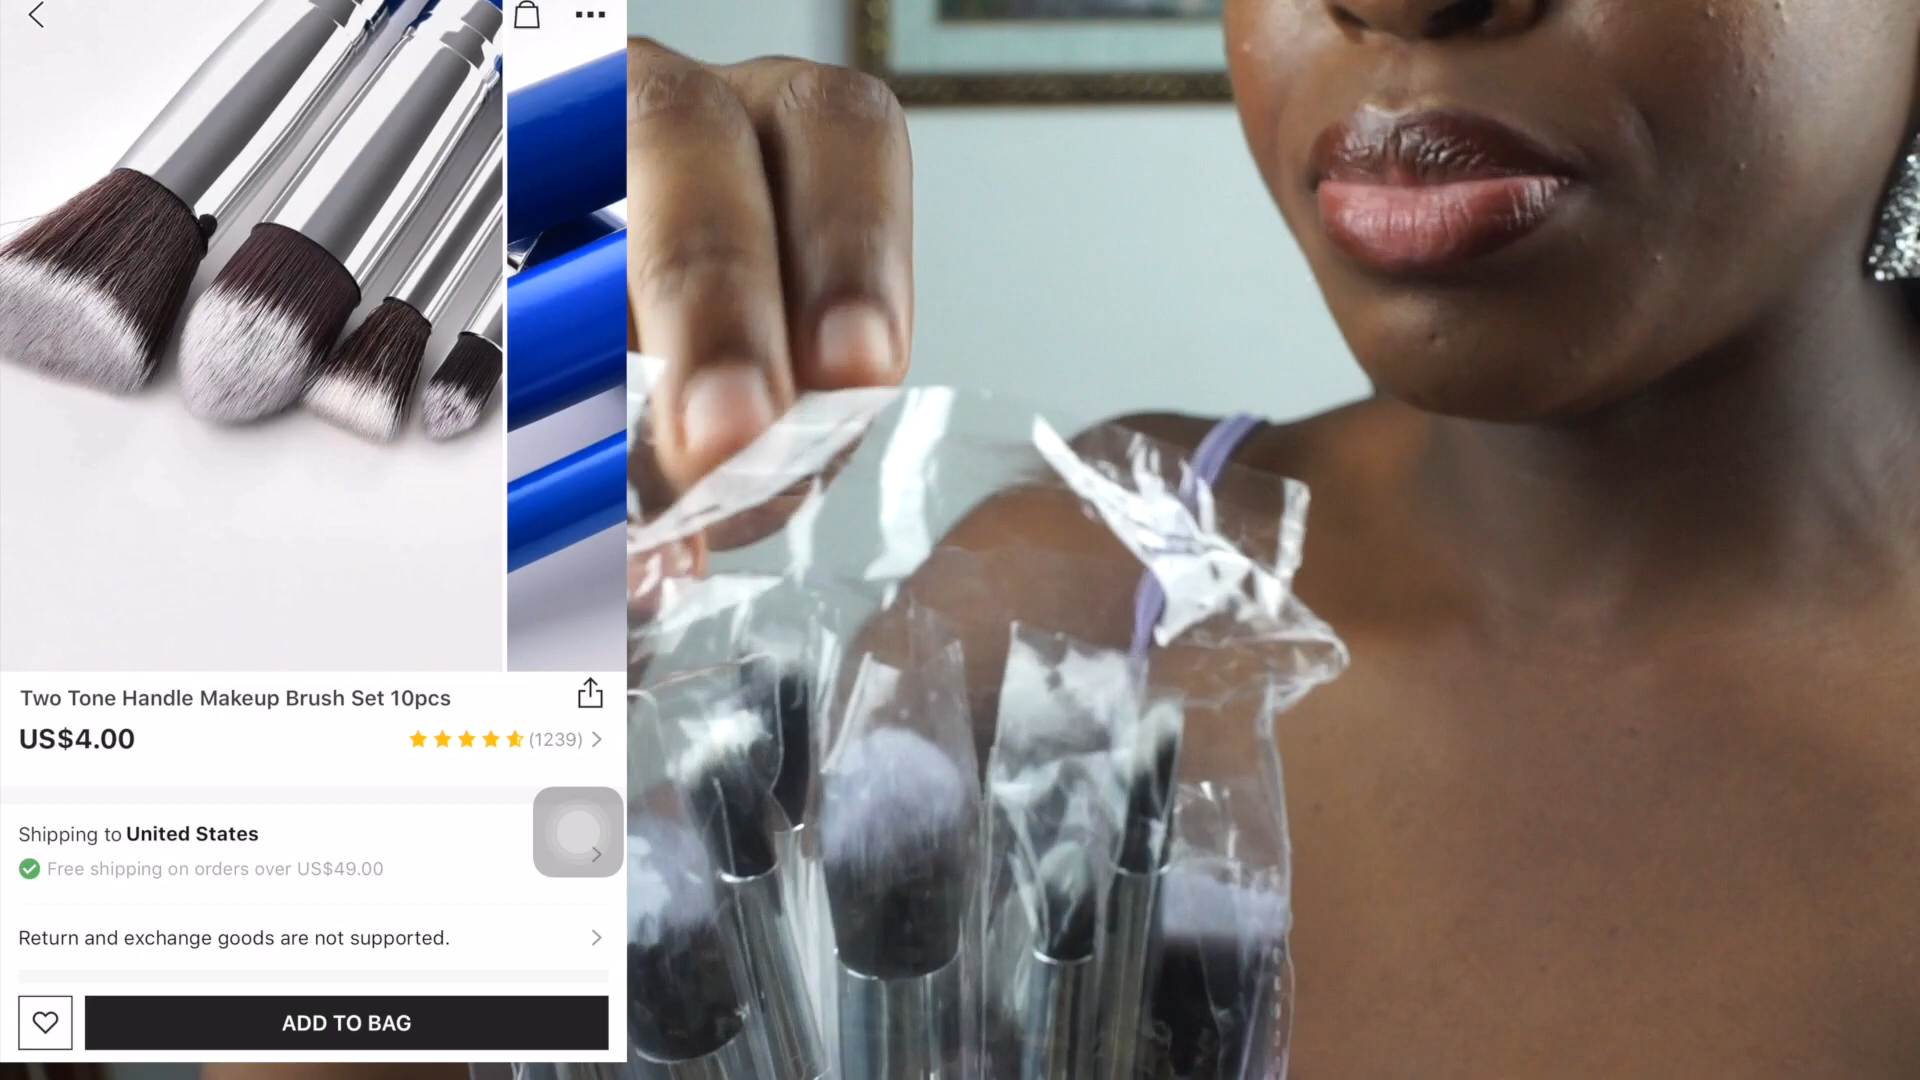 Two Tone Handle Makeup Brush Set 10pcs
US$4.00
(1239)
Shipping to United States
Free shipping on orders over US$49.00
Return and exchange goods are not supported.
ADD TO BAG